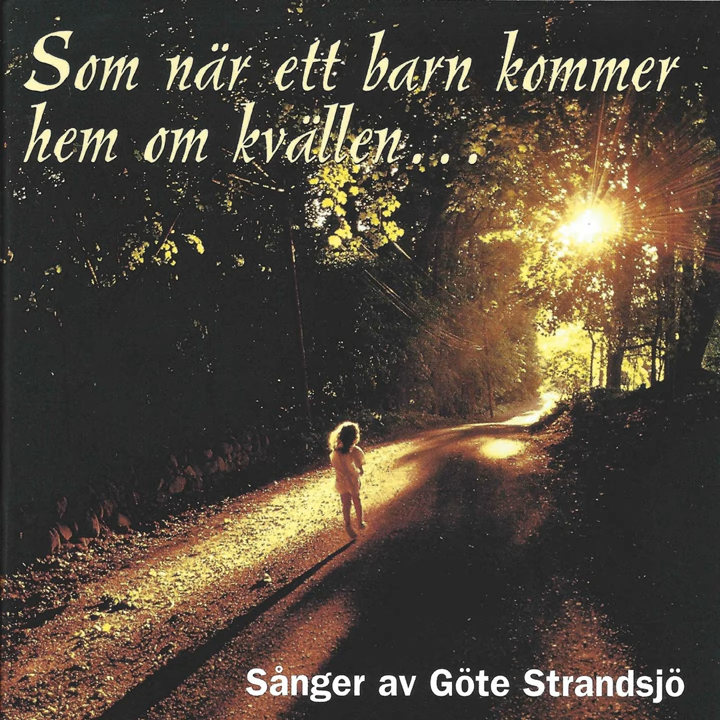 Som när ett barn kommer
hem om kvällen...
Sånger av Göte Strandsjö